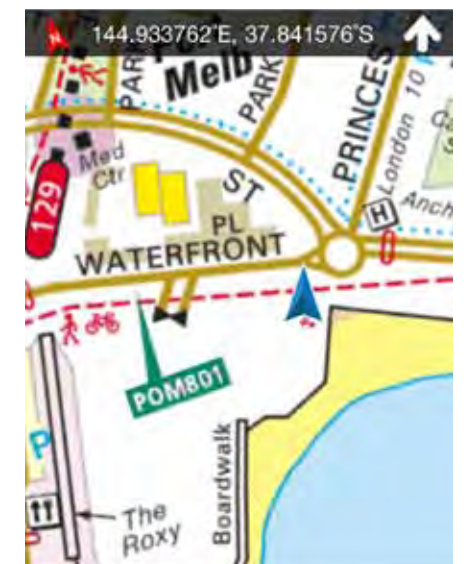 144.933762°E, 37.841576°S
Melb
PAR
PARK
PRINCES
London 10
Med
Ctr
129
ST
PL
WATERFRONT
H
Anch
POM801
P
The
Roxy
Boardwalk